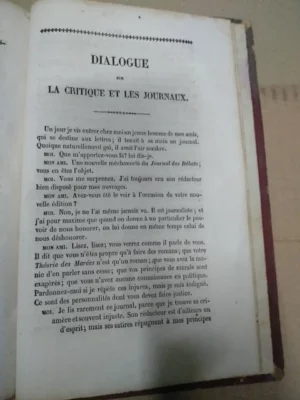 DIALOGUE
SUR
LA CRITIQUE ET LES JOURNAUX.
Un jour je vis entrer chez moi un jeune homme de mes amis,
qui se destine aux lettres; il tenait à sa main un journal.
Quoique naturellement gai, il avait l'air sombre.
MOI. Que m'apportez-vous là? lui dis-je.
MON AMI. Une nouvelle méchanceté du Journal des Débats;
vous en êtes l'objet.
MOI. Vous me surprenez. J'ai toujours cru son rédacteur
bien disposé pour mes ouvrages.
MON AMI. Avez-vous été le voir à l'occasion de votre nou-
velle édition?
MOI. Non, je ne l'ai même jamais vu. Il est journaliste; et
j'ai pour maxime que quand on donne à un particulier le pou-
voir de nous honorer, on lui donne en même temps celui de
nous déshonorer.
MON AMI. Lisez, lisez; vous verrez comme il parle de vous.
Il dit que vous n'êtes propre qu'à faire des romans; que votre
Théorie des Marées n'est qu'un roman; que vous avez la ma-
nie d'en parler sans cesse; que tos principes de morale sont
exagérés; que vous n'avez aucune connaissance en politique.
Pardonnez-moi si je répète ces injures, mais je suis indigné.
Ce sont des personnalités dont vous devez faire justice.
MOI. Je lis rarement ce journal, parce que je trouve sa cri-
amère et souvent injuste. Son rédacteur est d'ailleurs
d'esprit; mais ses satires répugnent à mes principes